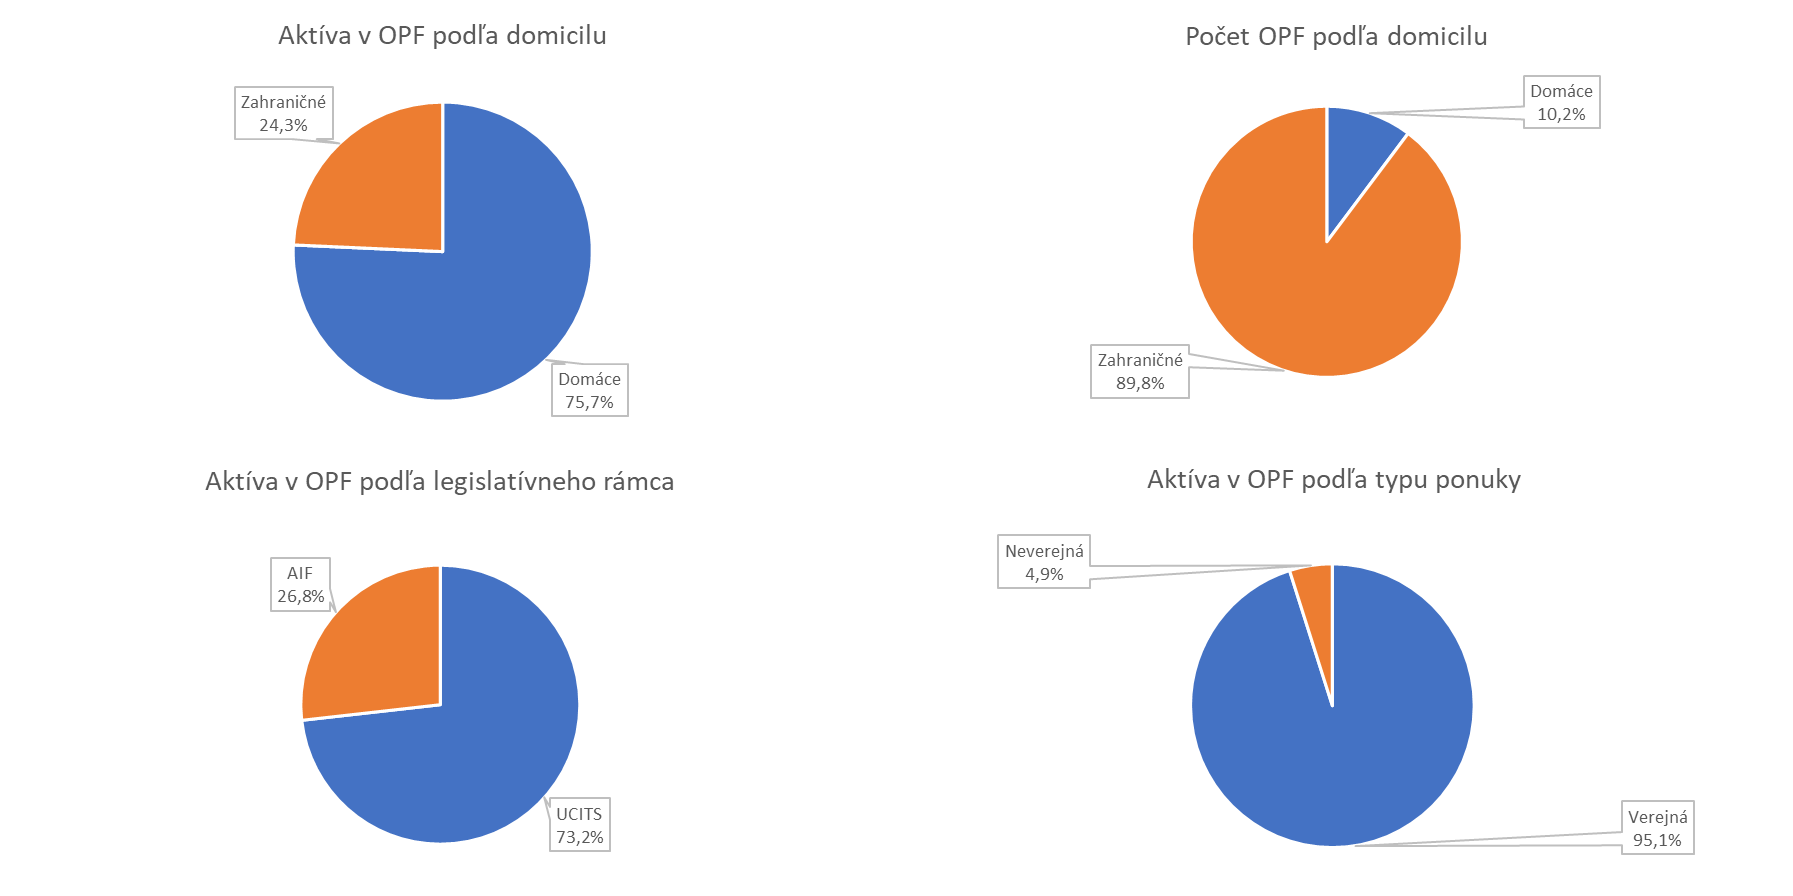 Aktíva v OPF podľa domicilu
Zahraničné
24,3%
Domáce
75,7%
Počet OPF podľa domicilu
Domáce
10,2%
Zahraničné
89,8%
Aktíva v OPF podľa legislatívneho rámca
AIF
26,8%
UCITS
73,2%
Aktíva v OPF podľa typu ponuky
Neverejná
4,9%
Verejná
95,1%